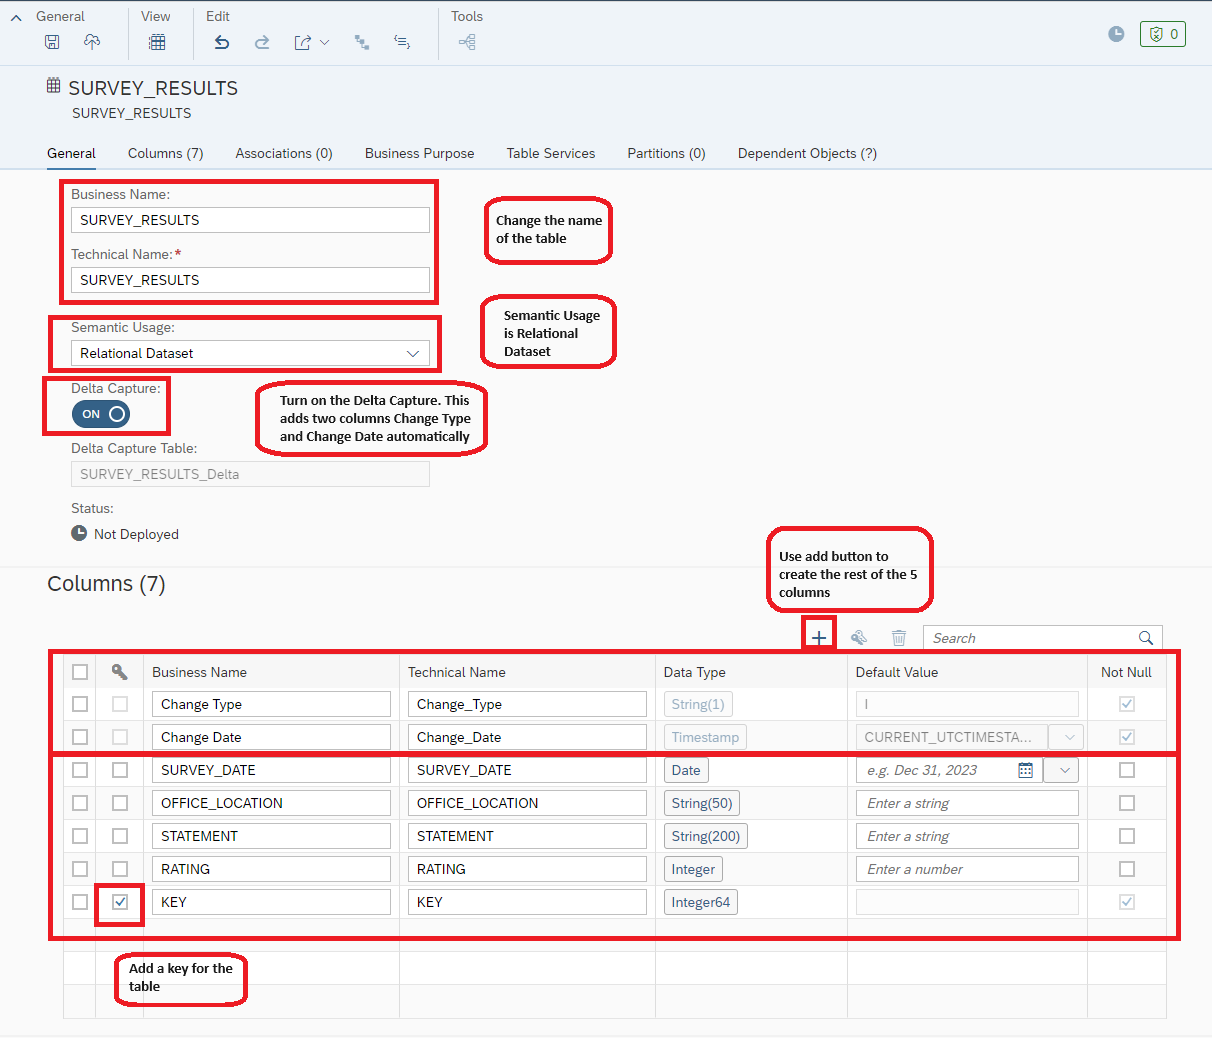 General View Edit Tools
0
SURVEY_RESULTS
SURVEY_RESULTS
General Columns (7) Associations (0) Business Purpose Table Services Partitions (0) Dependent Objects (?)
Business Name:
SURVEY_RESULTS
Change the name
of the table
Technical Name:*
SURVEY_RESULTS
Semantic Usage:
Relational Dataset
Semantic Usage
is Relational
Dataset
Delta Capture:
ON
Turn on the Delta Capture. This
adds two columns Change Type
and Change Date automatically
Delta Capture Table:
SURVEY_RESULTS_Delta
Status:
Not Deployed
Use add button to
create the rest of the 5
columns
Columns (7)
Search
Business Name Technical Name Data Type Default Value Not Null
Change Type Change_Type String(1) I
Change Date Change_Date Timestamp CURRENT_UTCTIMESTA...
SURVEY_DATE SURVEY_DATE Date e.g. Dec 31, 2023
OFFICE_LOCATION OFFICE_LOCATION String(50) Enter a string
STATEMENT STATEMENT String(200) Enter a string
RATING RATING Integer Enter a number
KEY KEY Integer64
Add a key for the
table